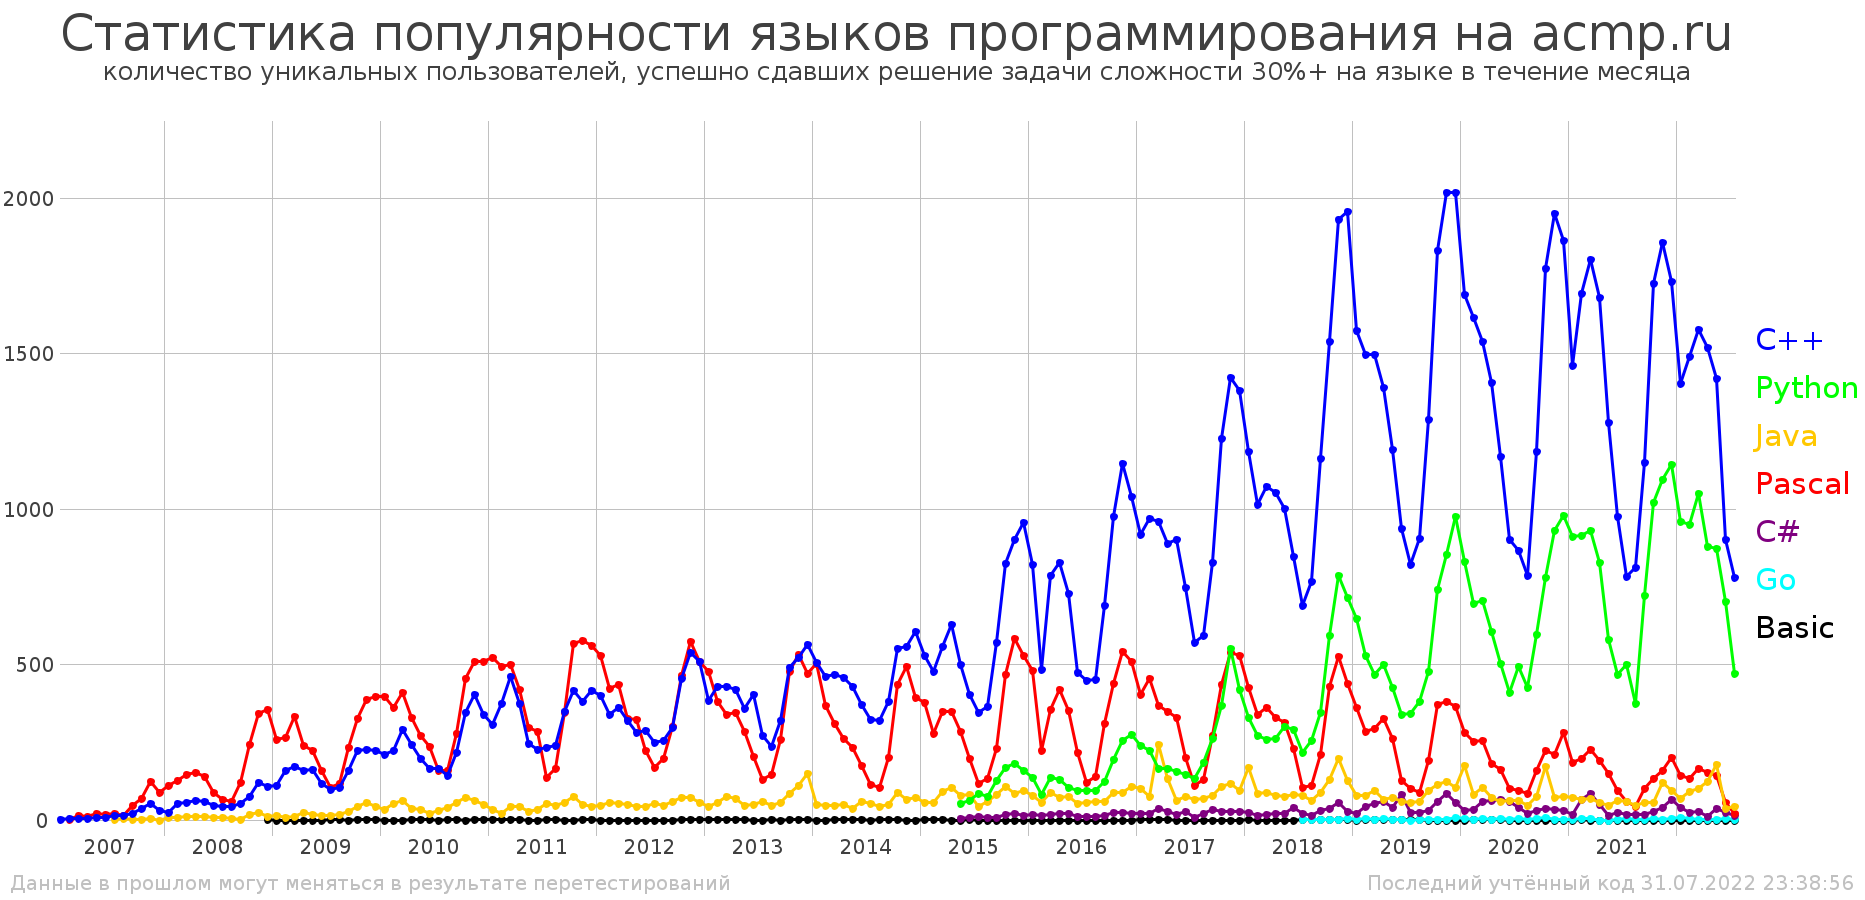 Статистика популярности языков программирования на acmp.ru
количество уникальных пользователей, успешно сдавших решение задачи сложности 30%+ на языке в течение месяца
2000
1500
1000
500
0
C++
Python
Java
Pascal
C#
Go
Basic
2007 2008 2009 2010 2011 2012 2013 2014 2015 2016 2017 2018 2019 2020 2021
Данные в прошлом могут меняться в результате перетестирований
Последний учтённый код 31.07.2022 23:38:56